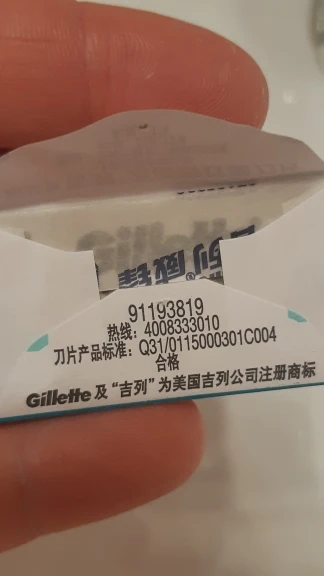 91193819
热线: 4008333010
刀片产品标准: Q31/0115000301C004
合格
Gillette 及 “吉列” 为美国吉列公司注册商标